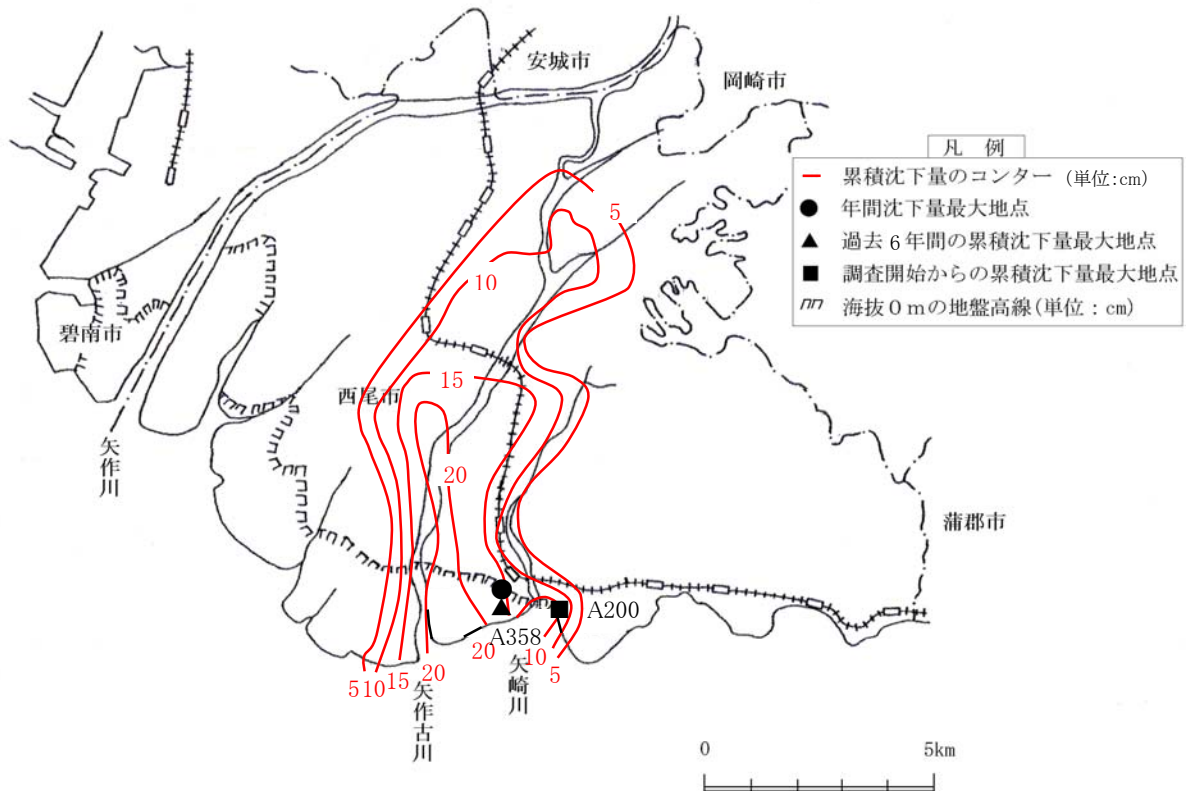 安城市
岡崎市
凡 例
累積沈下量のコンター (単位:cm)
年間沈下量最大地点
過去6年間の累積沈下量最大地点
調査開始からの累積沈下量最大地点
海抜0mの地盤高線(単位:cm)
5
10
碧南市
西尾市
15
矢作川
20
蒲郡市
A200
A358
20
10
5
5
10
15
20
矢崎川
矢作古川
0
5km